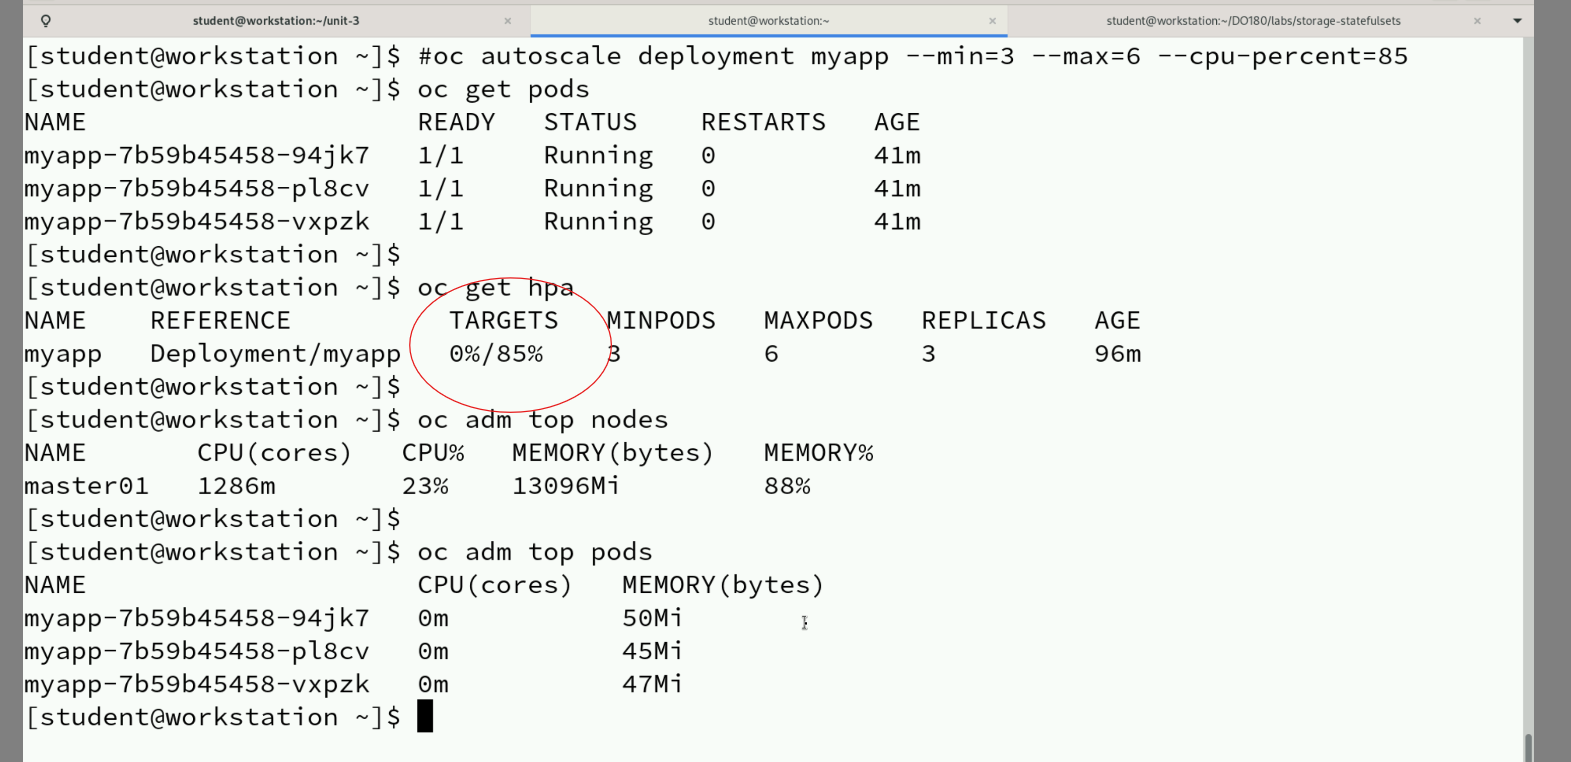 student@workstation:~/unit-3 × student@workstation:~ × student@workstation:~/DO180/labs/storage-statefulsets ×
[student@workstation ~]$ #oc autoscale deployment myapp --min=3 --max=6 --cpu-percent=85
[student@workstation ~]$ oc get pods
NAME READY STATUS RESTARTS AGE
myapp-7b59b45458-94jk7 1/1 Running 0 41m
myapp-7b59b45458-pl8cv 1/1 Running 0 41m
myapp-7b59b45458-vxpzk 1/1 Running 0 41m
[student@workstation ~]$
[student@workstation ~]$ oc get hpa
NAME REFERENCE TARGETS MINPODS MAXPODS REPLICAS AGE
myapp Deployment/myapp 0%/85% 3 6 3 96m
[student@workstation ~]$
[student@workstation ~]$ oc adm top nodes
NAME CPU(cores) CPU% MEMORY(bytes) MEMORY%
master01 1286m 23% 13096Mi 88%
[student@workstation ~]$
[student@workstation ~]$ oc adm top pods
NAME CPU(cores) MEMORY(bytes)
myapp-7b59b45458-94jk7 0m 50Mi
myapp-7b59b45458-pl8cv 0m 45Mi
myapp-7b59b45458-vxpzk 0m 47Mi
[student@workstation ~]$